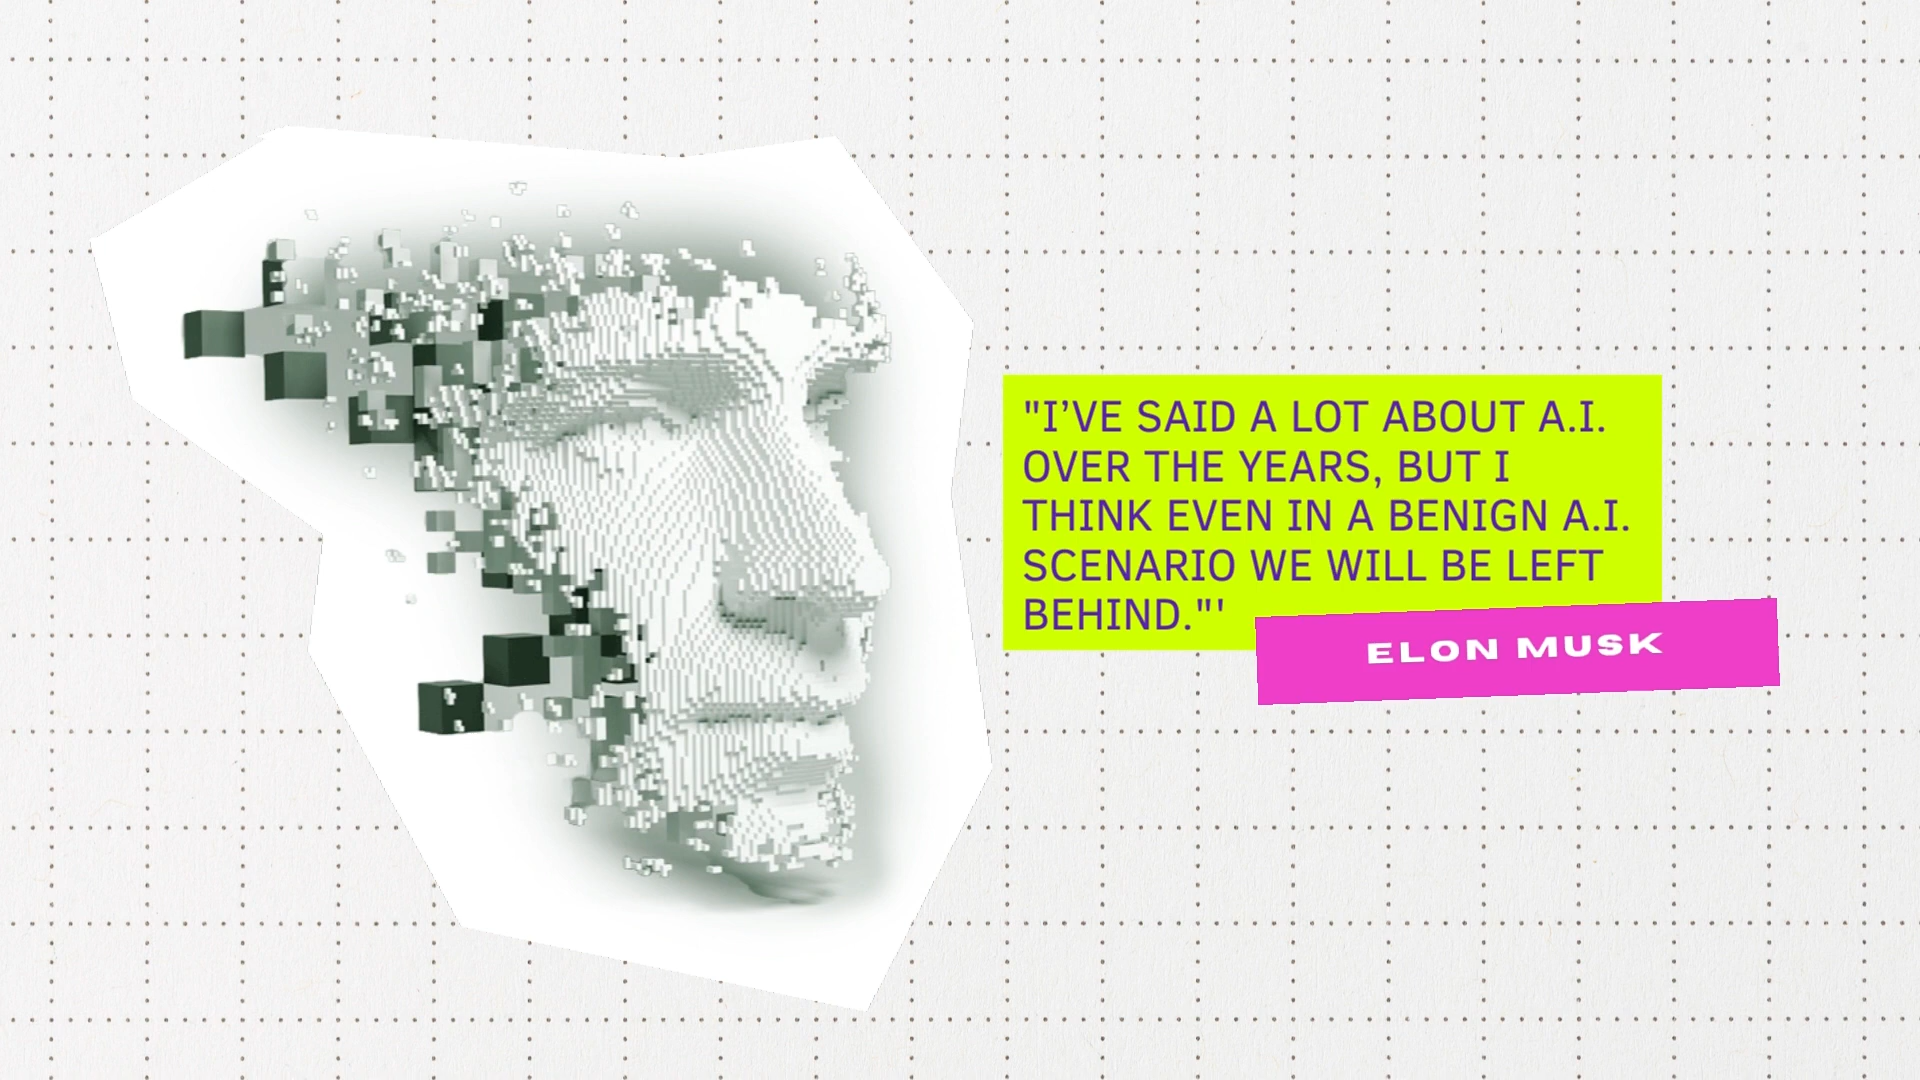 "I’VE SAID A LOT ABOUT A.I.
OVER THE YEARS, BUT I
THINK EVEN IN A BENIGN A.I.
SCENARIO WE WILL BE LEFT
BEHIND."'
ELON MUSK